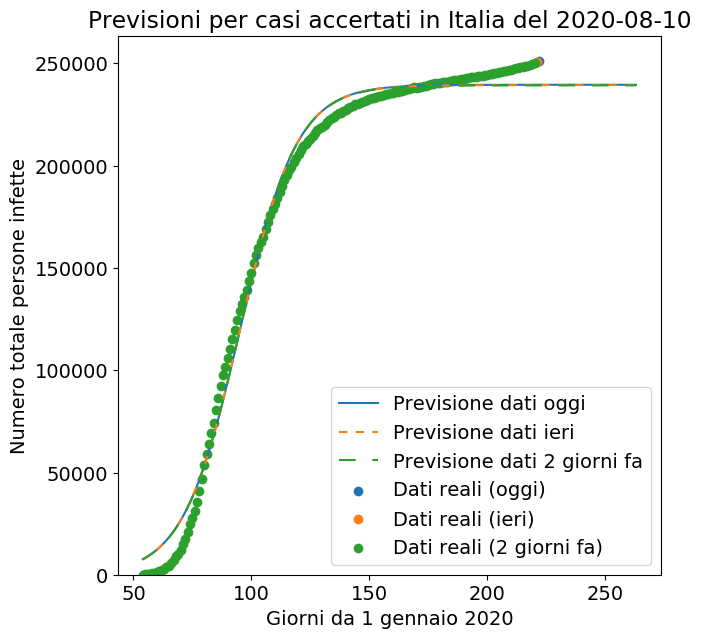 Previsioni per casi accertati in Italia del 2020-08-10
Numero totale persone infette
250000
200000
150000
100000
50000
0
50
100
150
200
250
Giorni da 1 gennaio 2020
Previsione dati oggi
Previsione dati ieri
Previsione dati 2 giorni fa
Dati reali (oggi)
Dati reali (ieri)
Dati reali (2 giorni fa)